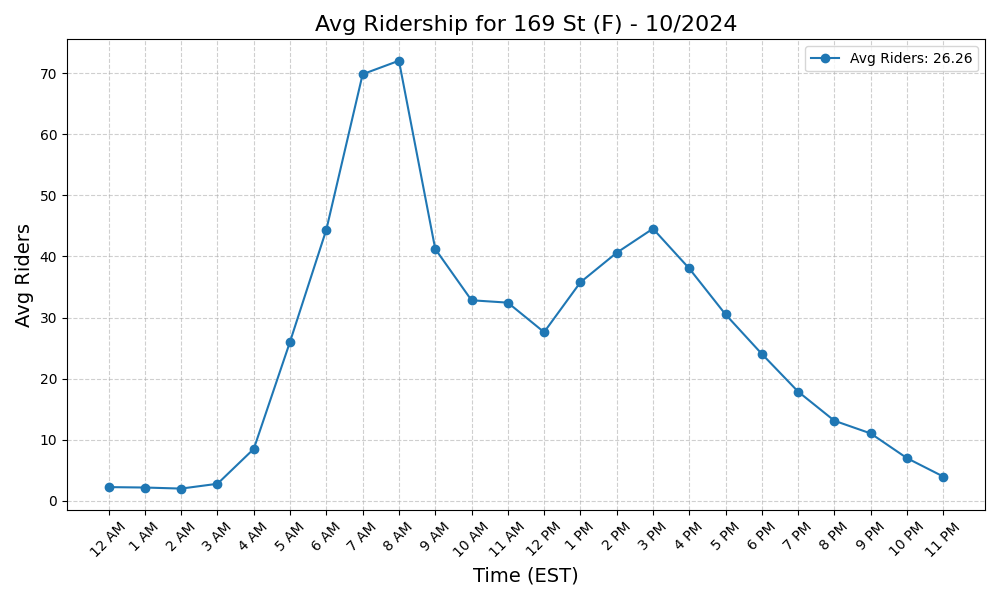 Avg Ridership for 169 St (F) - 10/2024
Avg Riders: 26.26
Avg Riders
70
60
50
40
30
20
10
0
12 AM
1 AM
2 AM
3 AM
4 AM
5 AM
6 AM
7 AM
8 AM
9 AM
10 AM
11 AM
12 PM
1 PM
2 PM
3 PM
4 PM
5 PM
6 PM
7 PM
8 PM
9 PM
10 PM
11 PM
Time (EST)